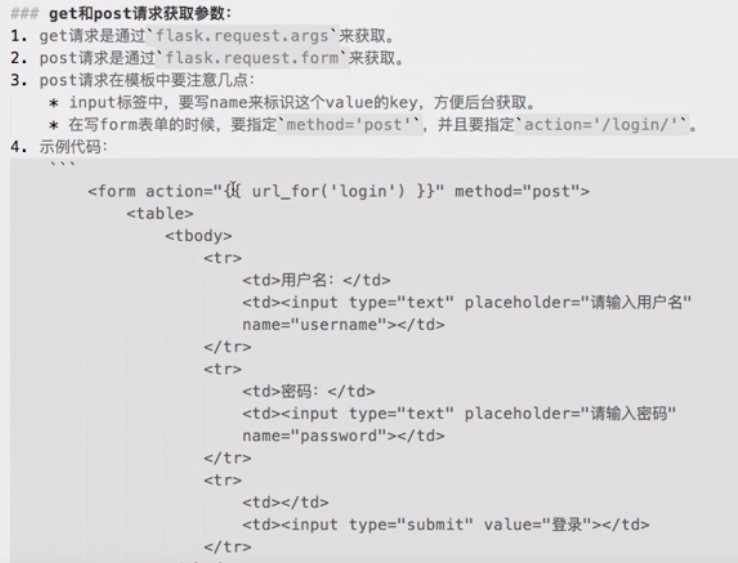 ### get和post请求获取参数：
1. get请求是通过`flask.request.args`来获取。
2. post请求是通过`flask.request.form`来获取。
3. post请求在模板中要注意几点：
* input标签中，要写name来标识这个value的key，方便后台获取。
* 在写form表单的时候，要指定`method='post'`，并且要指定`action='/login/'`。
4. 示例代码：
```
<form action="{{ url_for('login') }}" method="post">
<table>
<tbody>
<tr>
<td>用户名：</td>
<td><input type="text" placeholder="请输入用户名"
name="username"></td>
</tr>
<tr>
<td>密码：</td>
<td><input type="text" placeholder="请输入密码"
name="password"></td>
</tr>
<tr>
<td></td>
<td><input type="submit" value="登录"></td>
</tr>